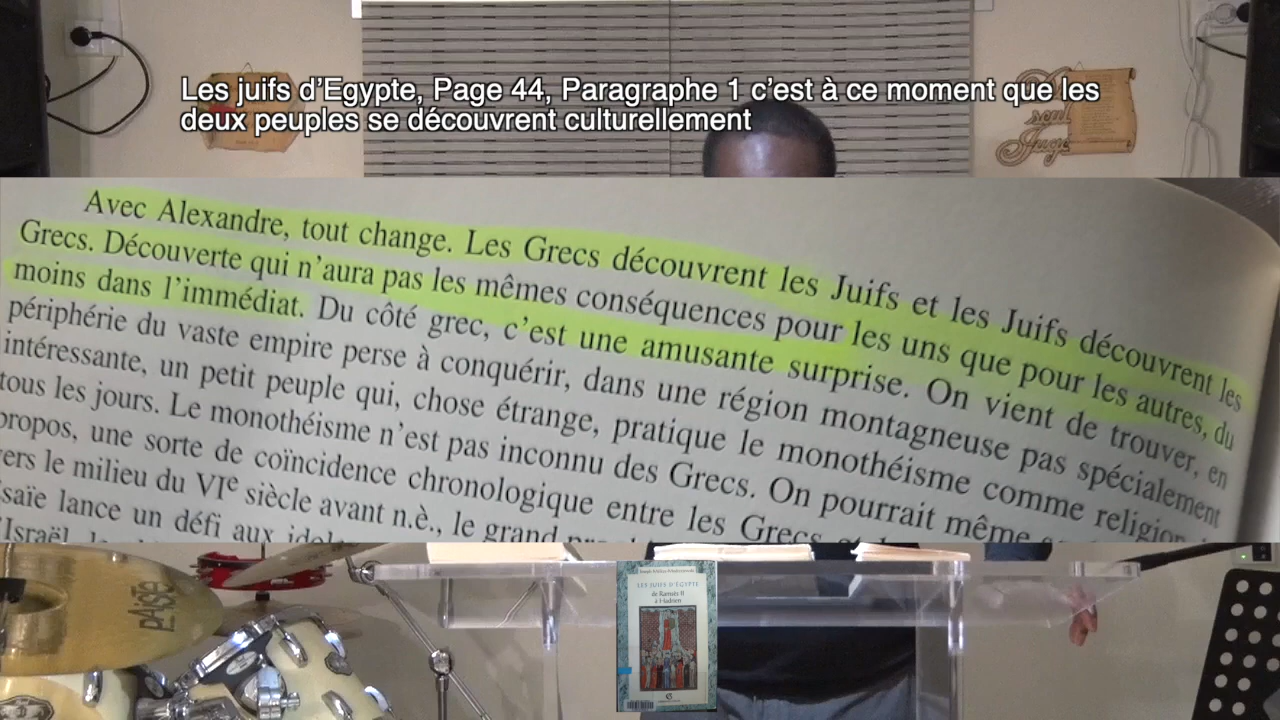 Les juifs d'Egypte, Page 44, Paragraphe 1 c'est à ce moment que les
deux peuples se découvrent culturellement
seul
Juge
Avec Alexandre, tout change. Les Grecs découvrent les Juifs et les Juifs découvrent les
Grecs. Découverte qui n'aura pas les mêmes conséquences pour les uns que pour les autres, du
moins dans l'immédiat. Du côté grec, c'est une amusante surprise. On vient de trouver, en
périphérie du vaste empire perse à conquérir, dans une région montagneuse pas spécialement
intéressante, un petit peuple qui, chose étrange, pratique le monothéisme comme religion
tous les jours. Le monothéisme n'est pas inconnu des Grecs. On pourrait même
propos, une sorte de coïncidence chronologique entre les Grecs
vers le milieu du VIe siècle avant n.è., le grand
saïe lance un défi aux
d'Israël
PAISTE
LES JUIFS D'EGYPTE
de Ramsès II
à Hadrien